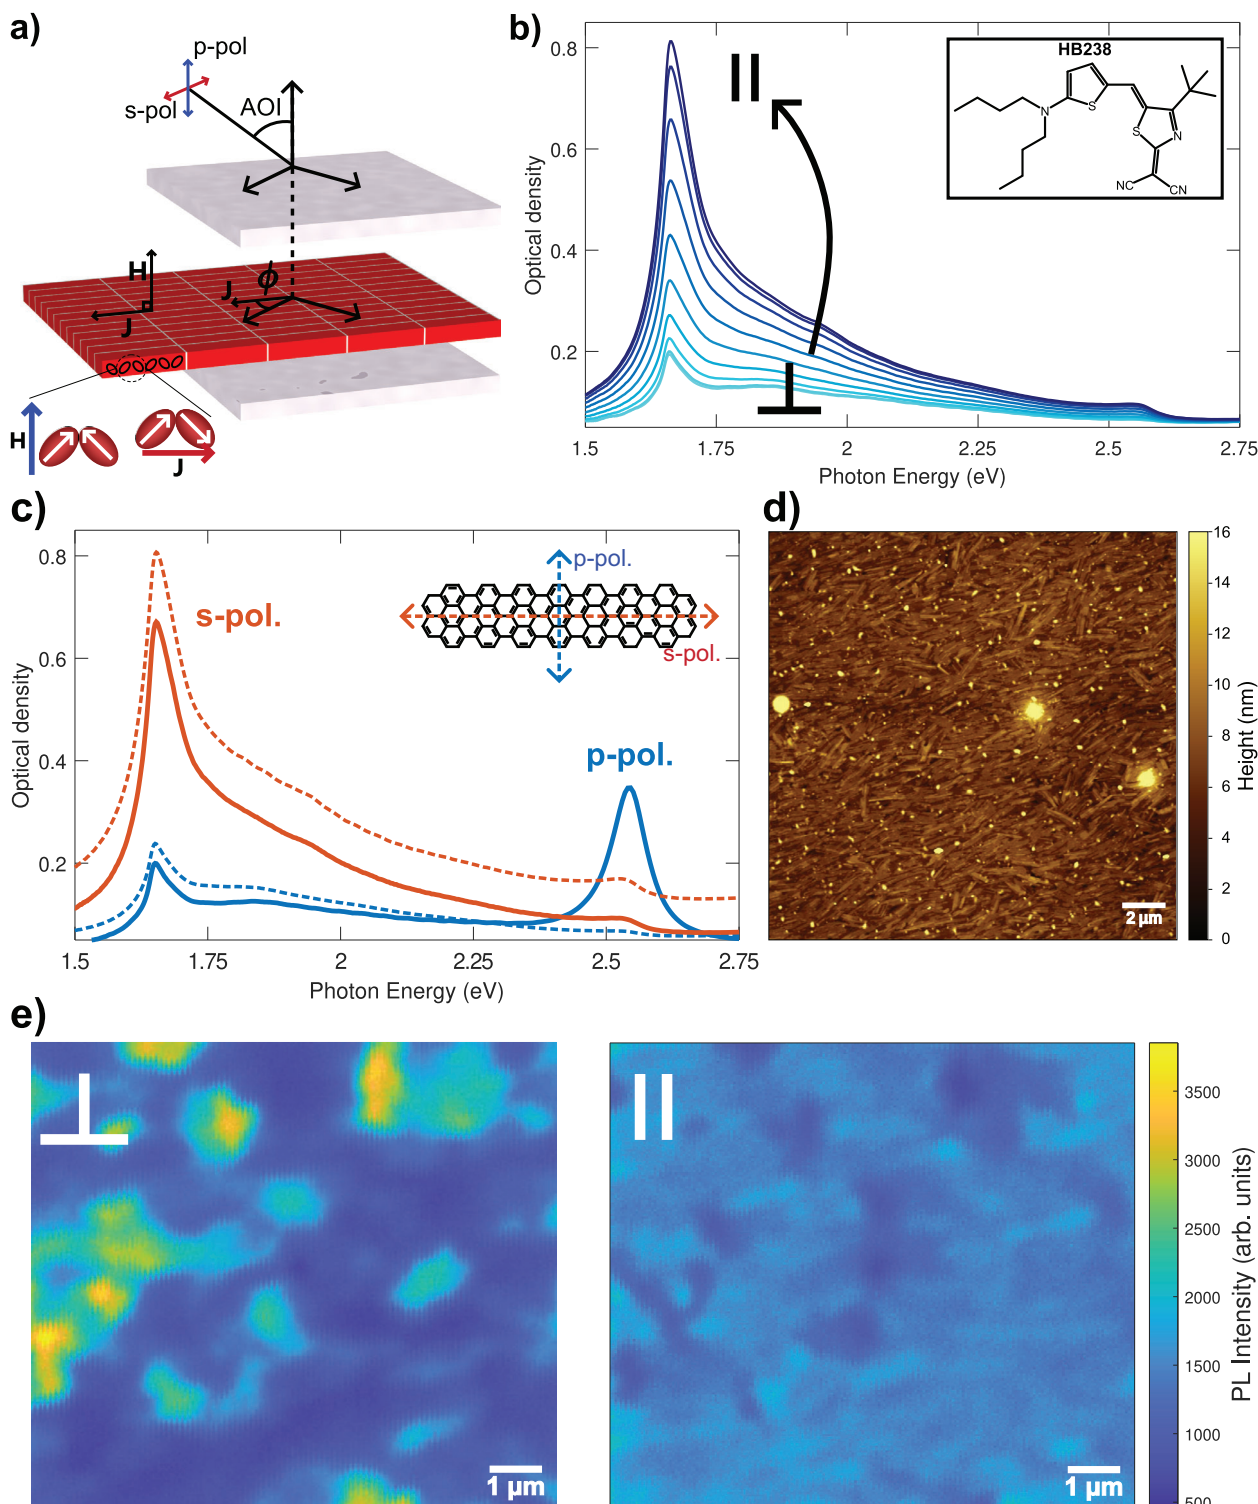 a)
p-pol
s-pol
AOI
H
J
J
ϕ
H
J
b)
Optical density
0.8
0.6
0.4
0.2
1.5
1.75
2
2.25
2.5
2.75
Photon Energy (eV)
||
⊥
HB238
N
S
S
N
NC
CN
c)
Optical density
0.8
0.6
0.4
0.2
1.5
1.75
2
2.25
2.5
2.75
Photon Energy (eV)
s-pol.
p-pol.
p-pol.
s-pol.
d)
2 µm
16
14
12
10
8
6
4
2
0
Height (nm)
e)
⊥
1 µm
||
1 µm
3500
3000
2500
2000
1500
1000
500
PL Intensity (arb. units)